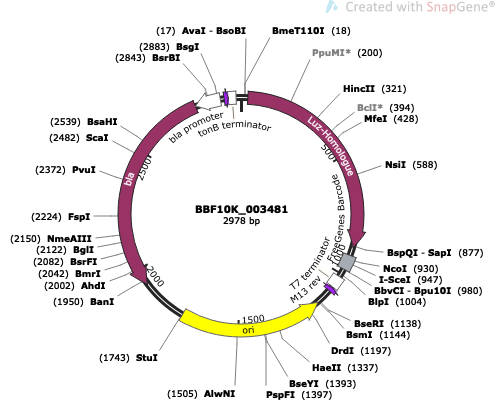 Created with SnapGene®
(17) AvaI - BsoBI
BmeT110I (18)
(2883) BsgI
(2843) BsrBI
PpuMI* (200)
HincII (321)
BclI* (394)
MfeI (428)
NsiI (588)
BspQI - SapI (877)
NcoI (930)
I-SceI (947)
BbvCI - Bpu10I (980)
BlpI (1004)
BseRI (1138)
BsmI (1144)
DrdI (1197)
HaeII (1337)
BseYI (1393)
PspFI (1397)
(1505) AlwNI
(1743) StuI
(1950) BanI
(2002) AhdI
(2042) BmrI
(2082) BsrFI
(2122) BglI
(2150) NmeAIII
(2224) FspI
(2372) PvuI
(2482) ScaI
(2539) BsaHI
bla promoter
tonB terminator
Luz-Homologue
FreeGenes Barcode
T7 terminator
M13 rev
ori
bla
500
1000
1500
2000
2500
BBF10K_003481
2978 bp